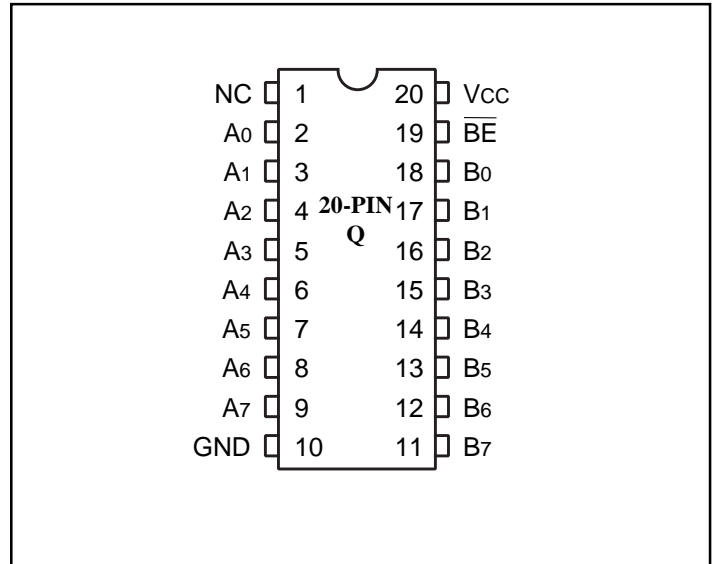 NC 1 20 VCC
A0 2 19 B̅E̅
A1 3 18 B0
A2 4 20-PIN 17 B1
Q
A3 5 16 B2
A4 6 15 B3
A5 7 14 B4
A6 8 13 B5
A7 9 12 B6
GND 10 11 B7